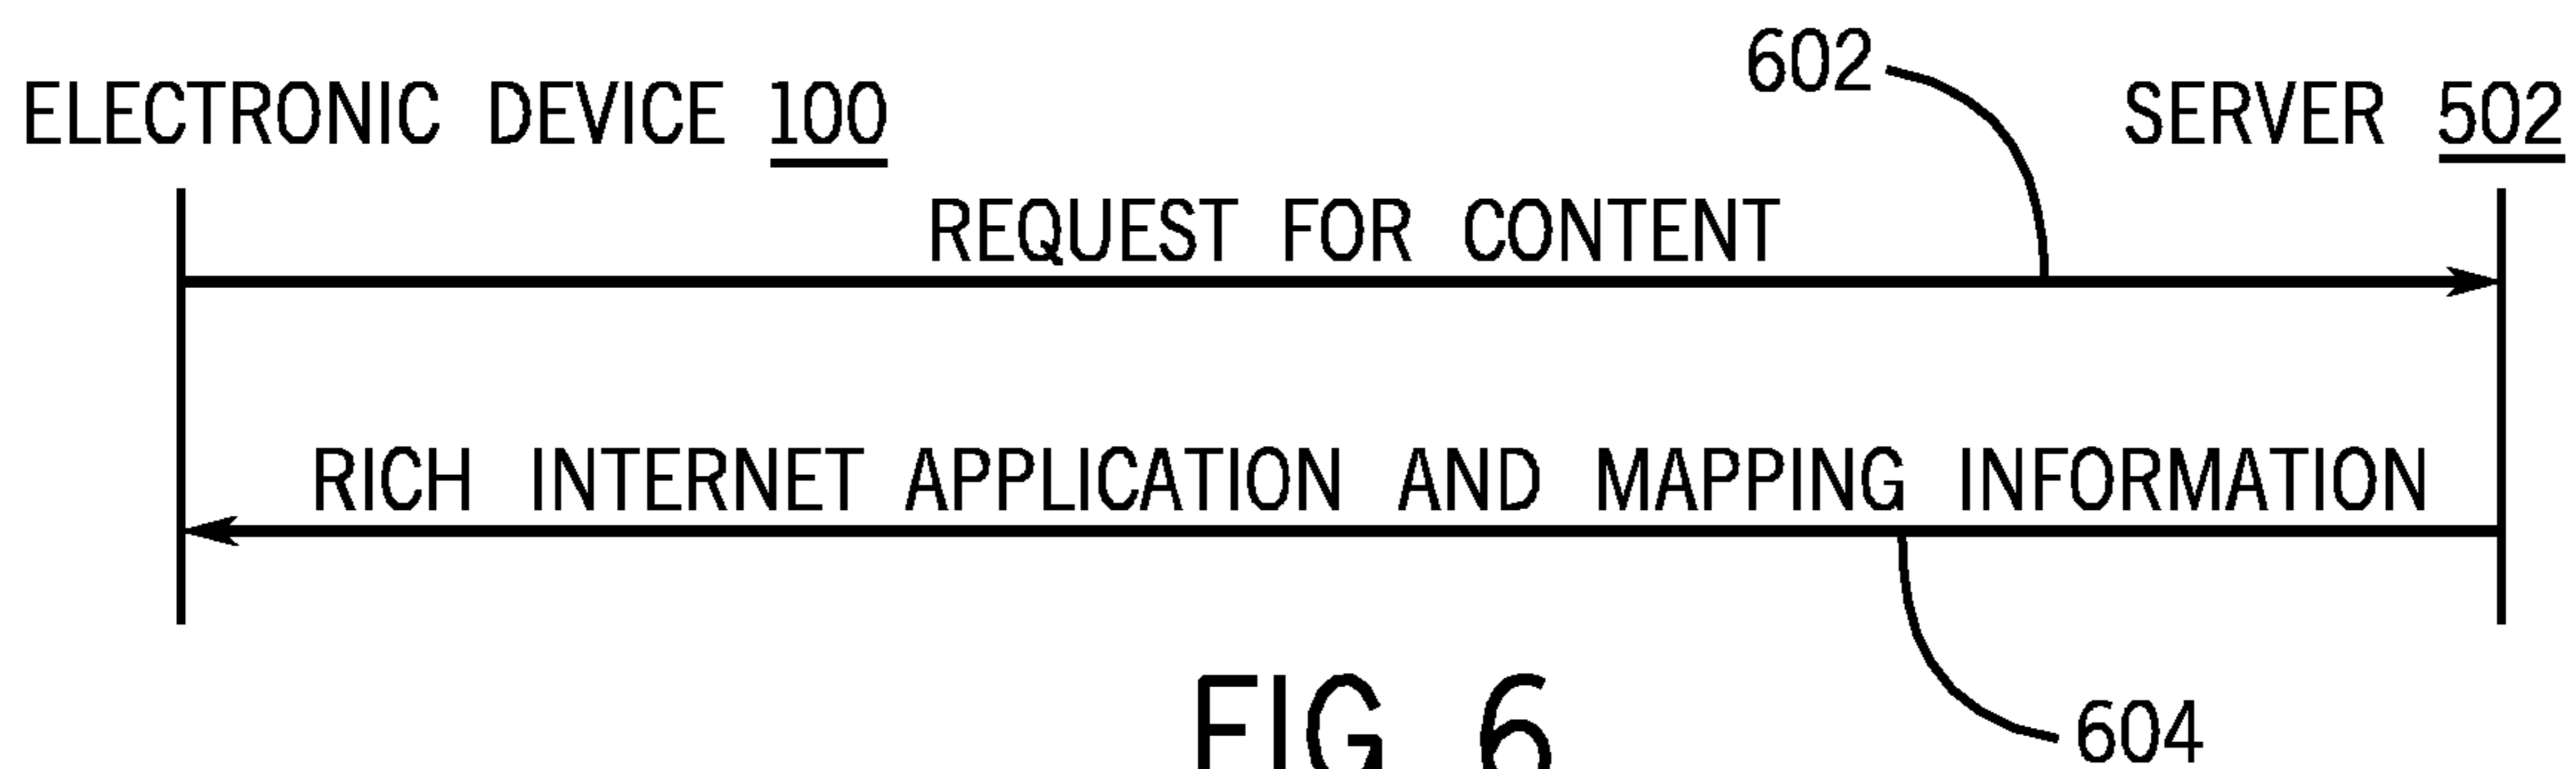 602
ELECTRONIC DEVICE 100
SERVER 502
REQUEST FOR CONTENT
RICH INTERNET APPLICATION AND MAPPING INFORMATION
FIG 6
604